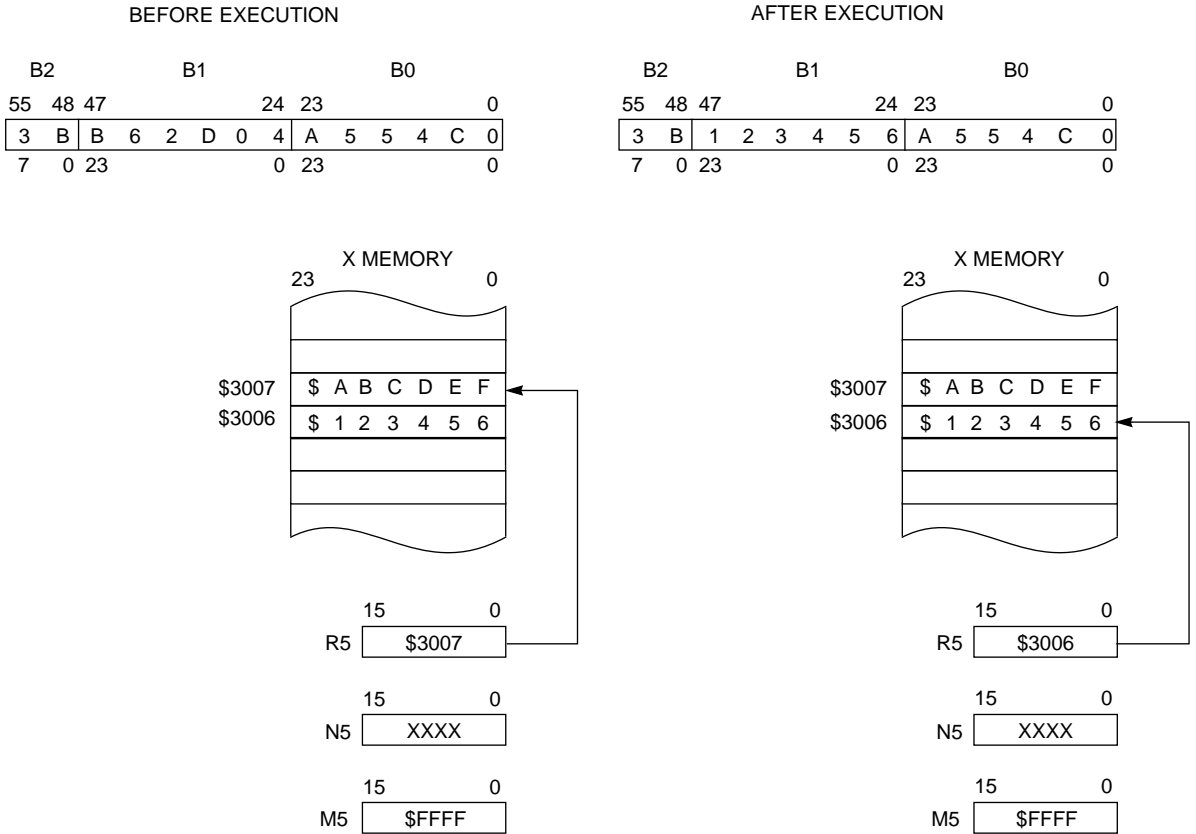 BEFORE EXECUTION AFTER EXECUTION
B2 B1 B0 B2 B1 B0
55 48 47 24 23 0 55 48 47 24 23 0
3 B B 6 2 D 0 4 A 5 5 4 C 0 3 B 1 2 3 4 5 6 A 5 5 4 C 0
7 0 23 0 23 0 7 0 23 0 23 0
X MEMORY X MEMORY
23 0 23 0
$3007 $ A B C D E F $3007 $ A B C D E F
$3006 $ 1 2 3 4 5 6 $3006 $ 1 2 3 4 5 6
15 0 15 0
R5 $3007 R5 $3006
15 0 15 0
N5 XXXX N5 XXXX
15 0 15 0
M5 $FFFF M5 $FFFF